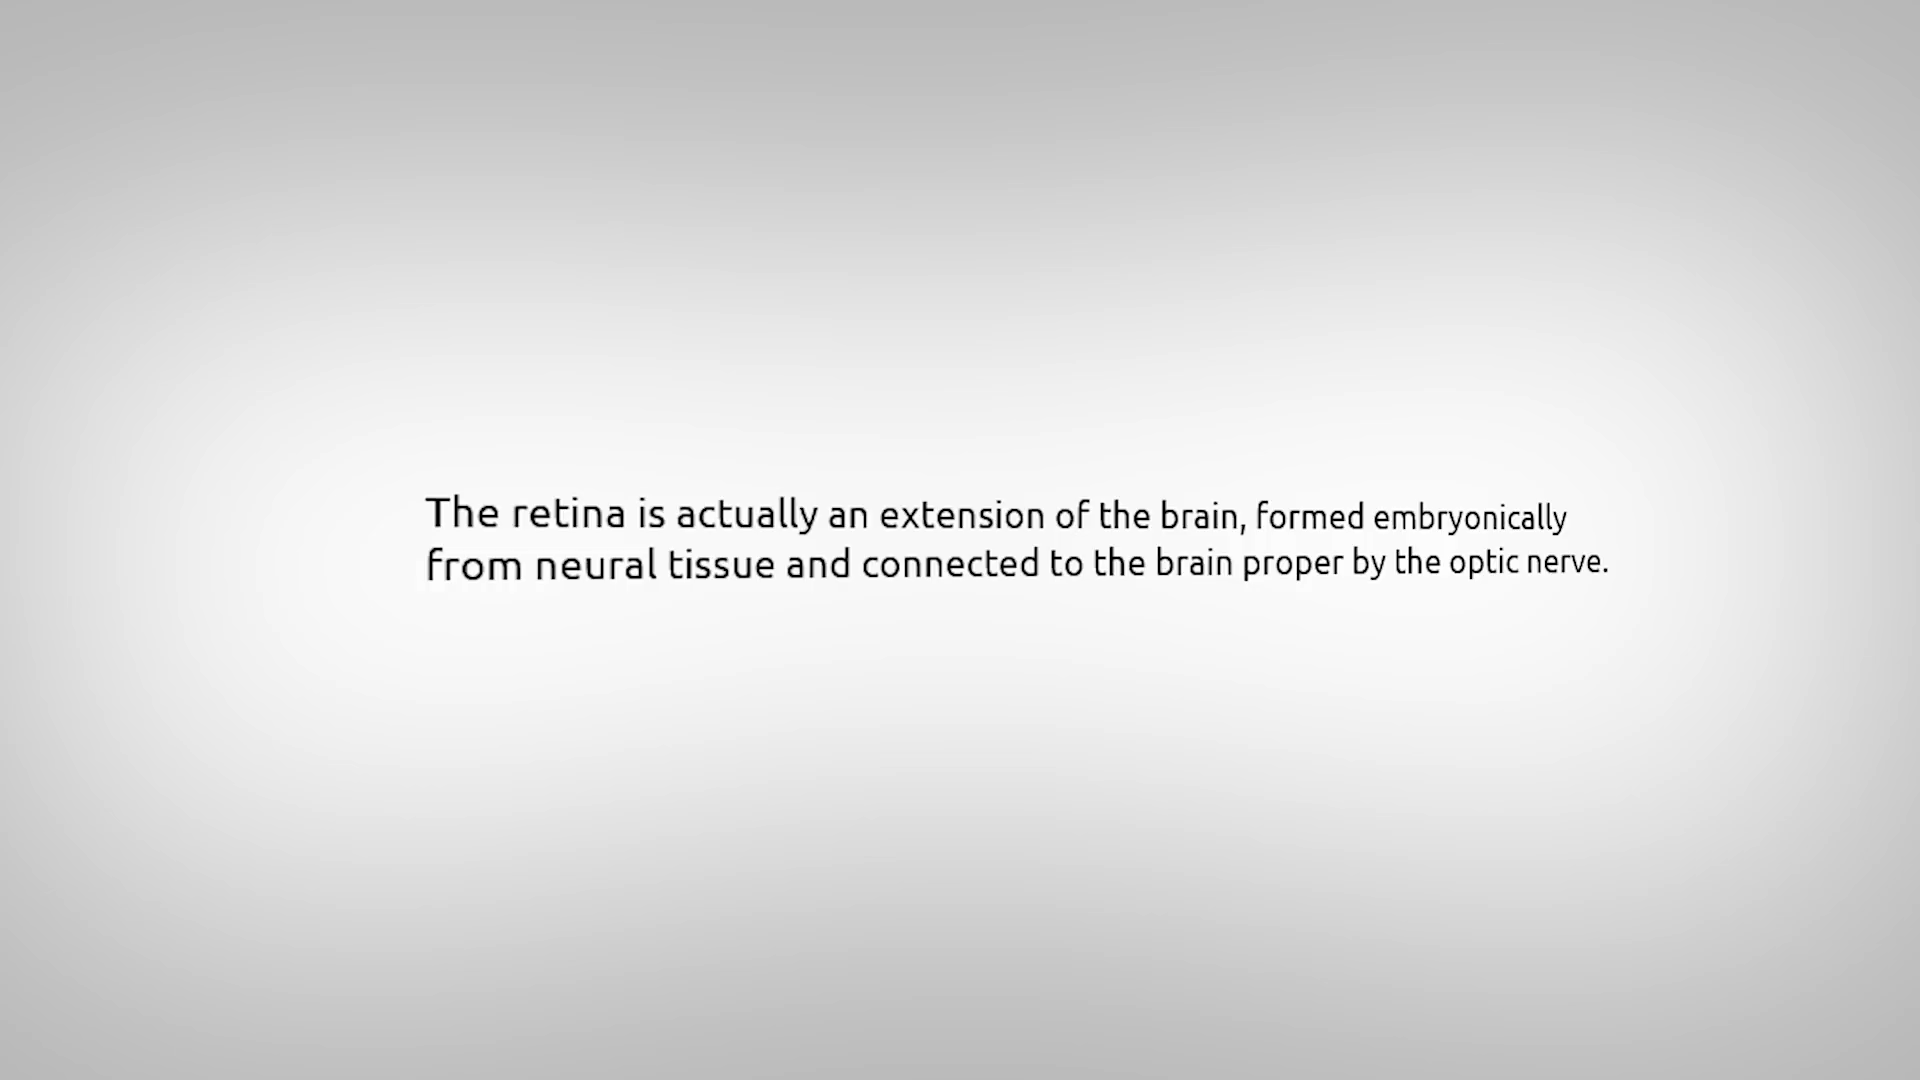 The retina is actually an extension of the brain, formed embryonically
from neural tissue and connected to the brain proper by the optic nerve.